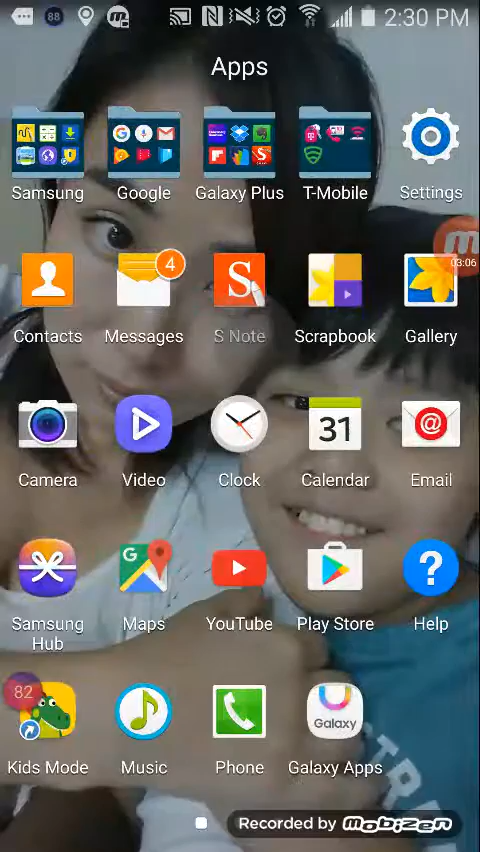 88 2:30 PM
Apps
Samsung Google Galaxy Plus T-Mobile Settings
03:06
4
Contacts Messages S Note Scrapbook Gallery
31
Camera Video Clock Calendar Email
Samsung Hub Maps YouTube Play Store Help
82
Galaxy
Kids Mode Music Phone Galaxy Apps
Recorded by mobizen